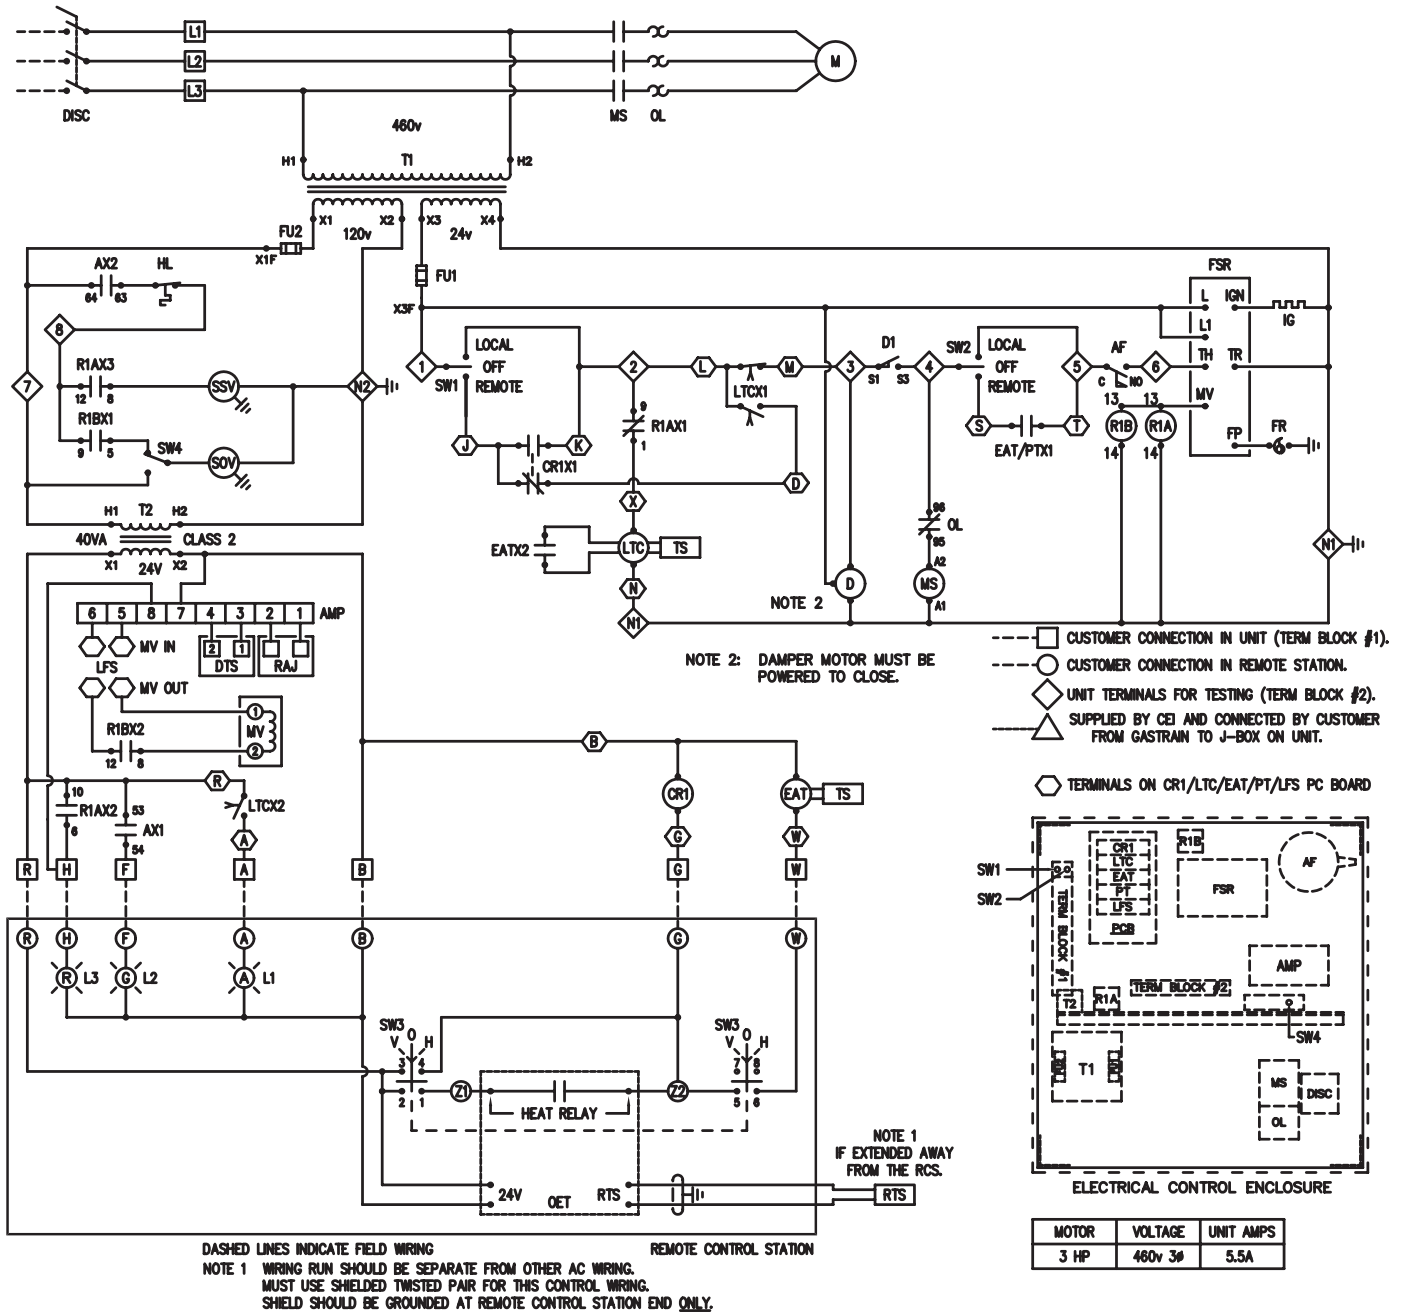 L1
L2
L3
M
DISC
MS OL
460v
H1 T1 H2
X1 X2 X3 X4
FU2 120v 24v
X1F
FU1
X3F
AX2 HL
64 63
8
R1AX3
12 8
SSV
7
N2
R1BX1
9 5
SW4
SOV
H1 T2 H2
40VA CLASS 2
X1 24V X2
1
LOCAL
OFF
REMOTE
SW1
J K
CR1X1
2
9
R1AX1
1
X
EATX2
LTC TS
N
N1
L M
LTCX1
D
3
D1
S1 S3
4
SW2 LOCAL
OFF
REMOTE
S T
EAT/PTX1
5
AF
C NO
6
FSR
L IGN
IG
L1
TH TR
MV
13 13
R1B R1A
14 14
FP FR
N1
96
OL
95
A2
MS
A1
D
NOTE 2
NOTE 2: DAMPER MOTOR MUST BE
POWERED TO CLOSE.
6 5 8 7 4 3 2 1 AMP
MV IN
LFS
2 1
DTS RAJ
MV OUT
1
MV
2
R1BX2
12 8
R
10
R1AX2
6
53
AX1
54
LTCX2
A
B
CR1
EAT TS
G W
R H F A B G W
R H F A B G W
R L3 G L2 A L1
SW3
V O H
3 4
2 1
Z1
HEAT RELAY
Z2
SW3
V O H
7 8
5 6
24V OET RTS
NOTE 1
IF EXTENDED AWAY
FROM THE RCS.
RTS
DASHED LINES INDICATE FIELD WIRING
REMOTE CONTROL STATION
NOTE 1 WIRING RUN SHOULD BE SEPARATE FROM OTHER AC WIRING.
MUST USE SHIELDED TWISTED PAIR FOR THIS CONTROL WIRING.
SHIELD SHOULD BE GROUNDED AT REMOTE CONTROL STATION END ONLY.
CUSTOMER CONNECTION IN UNIT (TERM BLOCK #1).
CUSTOMER CONNECTION IN REMOTE STATION.
UNIT TERMINALS FOR TESTING (TERM BLOCK #2).
SUPPLIED BY CEI AND CONNECTED BY CUSTOMER
FROM GASTRAIN TO J-BOX ON UNIT.
TERMINALS ON CR1/LTC/EAT/PT/LFS PC BOARD
SW1
SW2
TERM BLOCK #1
CR1
LTC
EAT
PT
LFS
PCB
R1B
FSR
AF
AMP
T2 R1A
TERM BLOCK #2
SW4
T1
MS
OL
DISC
ELECTRICAL CONTROL ENCLOSURE
MOTOR VOLTAGE UNIT AMPS
3 HP 460v 3ø 5.5A